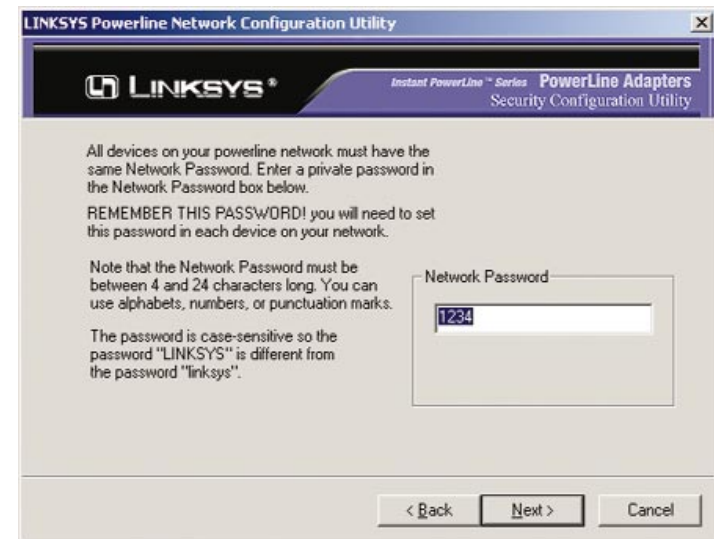 LINKSYS Powerline Network Configuration Utility
LINKSYS®
Instant PowerLine™ Series PowerLine Adapters
Security Configuration Utility
All devices on your powerline network must have the
same Network Password. Enter a private password in
the Network Password box below.
REMEMBER THIS PASSWORD! you will need to set
this password in each device on your network.
Note that the Network Password must be
between 4 and 24 characters long. You can
use alphabets, numbers, or punctuation marks.
The password is case-sensitive so the
password "LINKSYS" is different from
the password "linksys".
Network Password
1234
< Back
Next >
Cancel